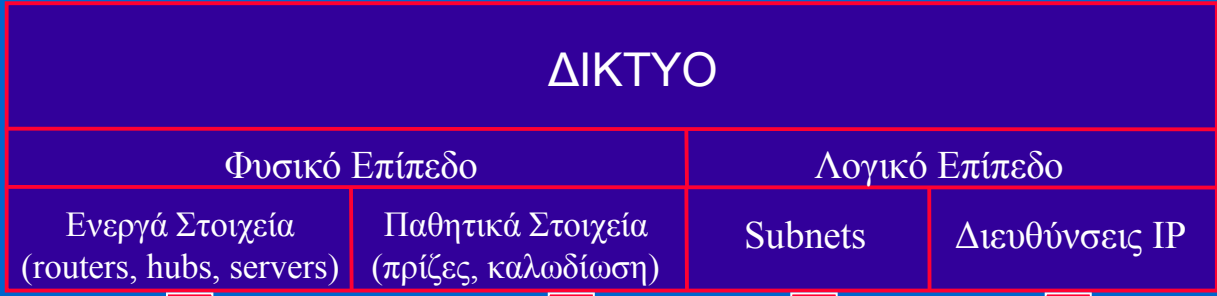 ΔΙΚΤΥΟ
Φυσικό Επίπεδο
Λογικό Επίπεδο
Ενεργά Στοιχεία
(routers, hubs, servers)
Παθητικά Στοιχεία
(πρίζες, καλωδίωση)
Subnets
Διευθύνσεις IP